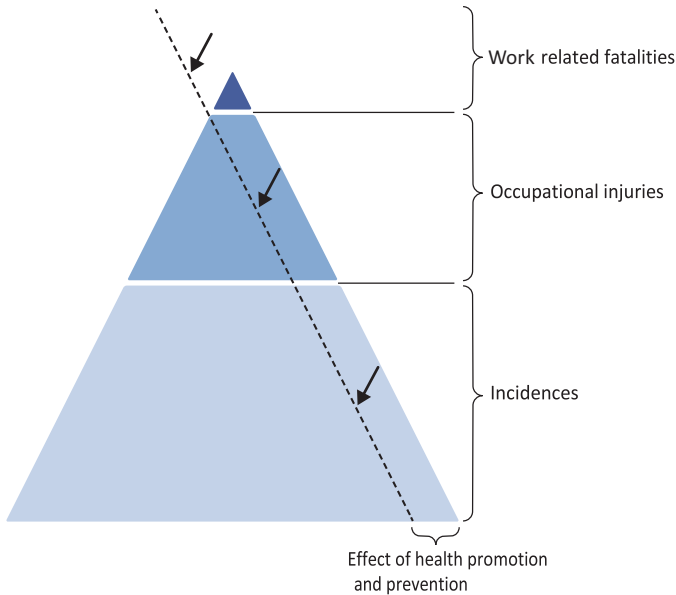 Work related fatalities
Occupational injuries
Incidences
Effect of health promotion
and prevention